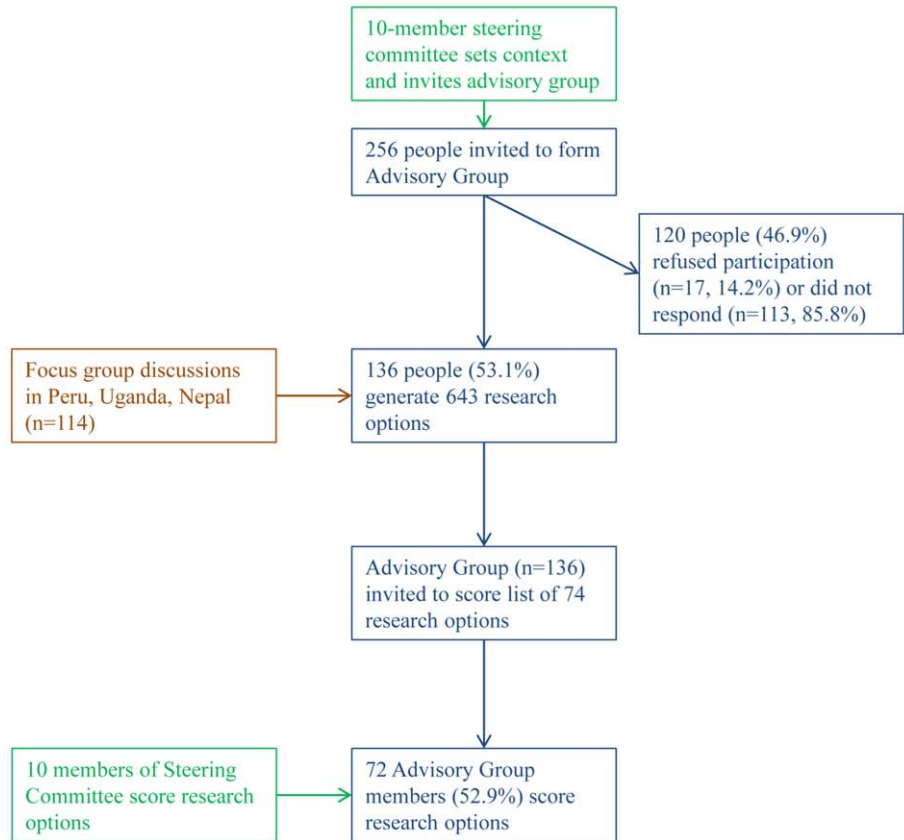 10-member steering
committee sets context
and invites advisory group
256 people invited to form
Advisory Group
120 people (46.9%)
refused participation
(n=17, 14.2%) or did not
respond (n=113, 85.8%)
Focus group discussions
in Peru, Uganda, Nepal
(n=114)
136 people (53.1%)
generate 643 research
options
Advisory Group (n=136)
invited to score list of 74
research options
10 members of Steering
Committee score research
options
72 Advisory Group
members (52.9%) score
research options